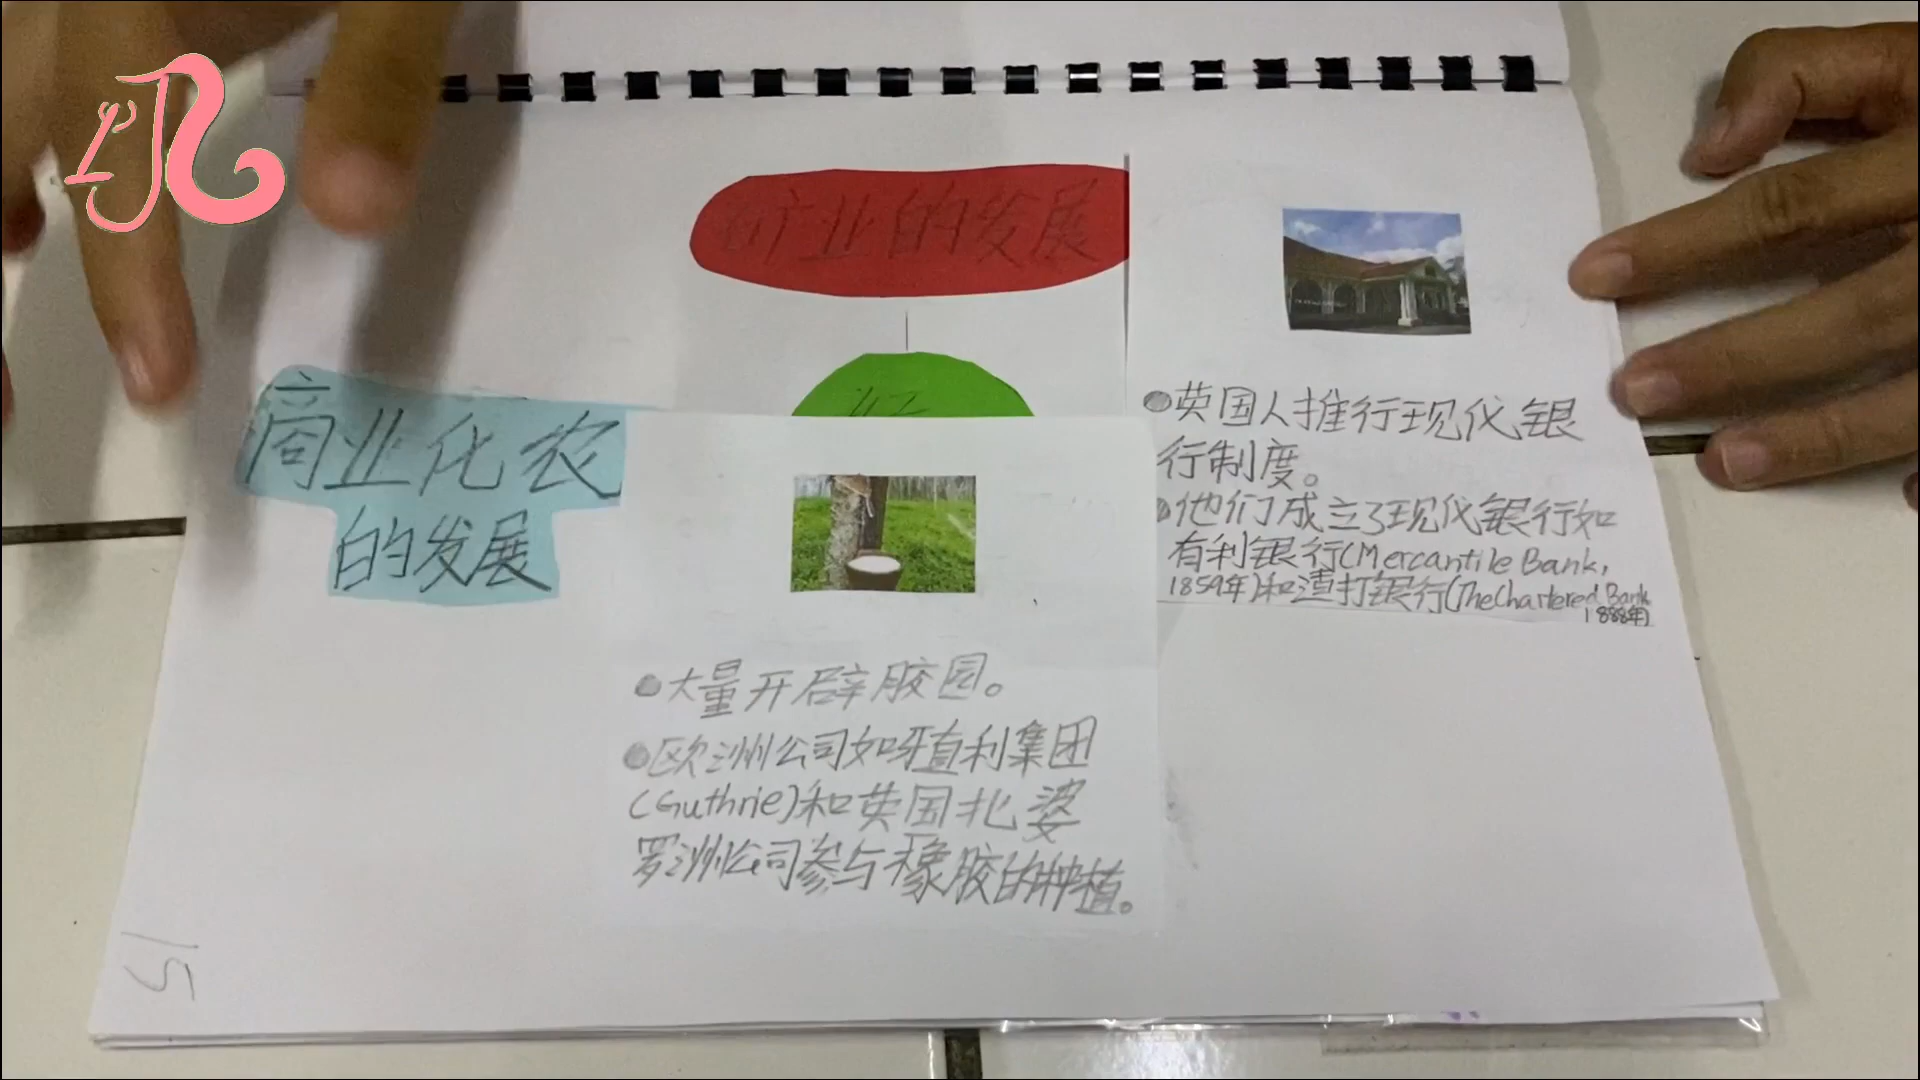 矿业的发展
商业化农
的发展
经
●英国人推行现代银
行制度。
●他们成立了现代银行如
有利银行(Mercantile Bank,
1859年)和渣打银行(The Chartered Bank
1888年)
●大量开辟胶园。
●欧洲公司如牙直利集团
(Guthrie)和英国北婆
罗洲公司参与橡胶的种植。
15